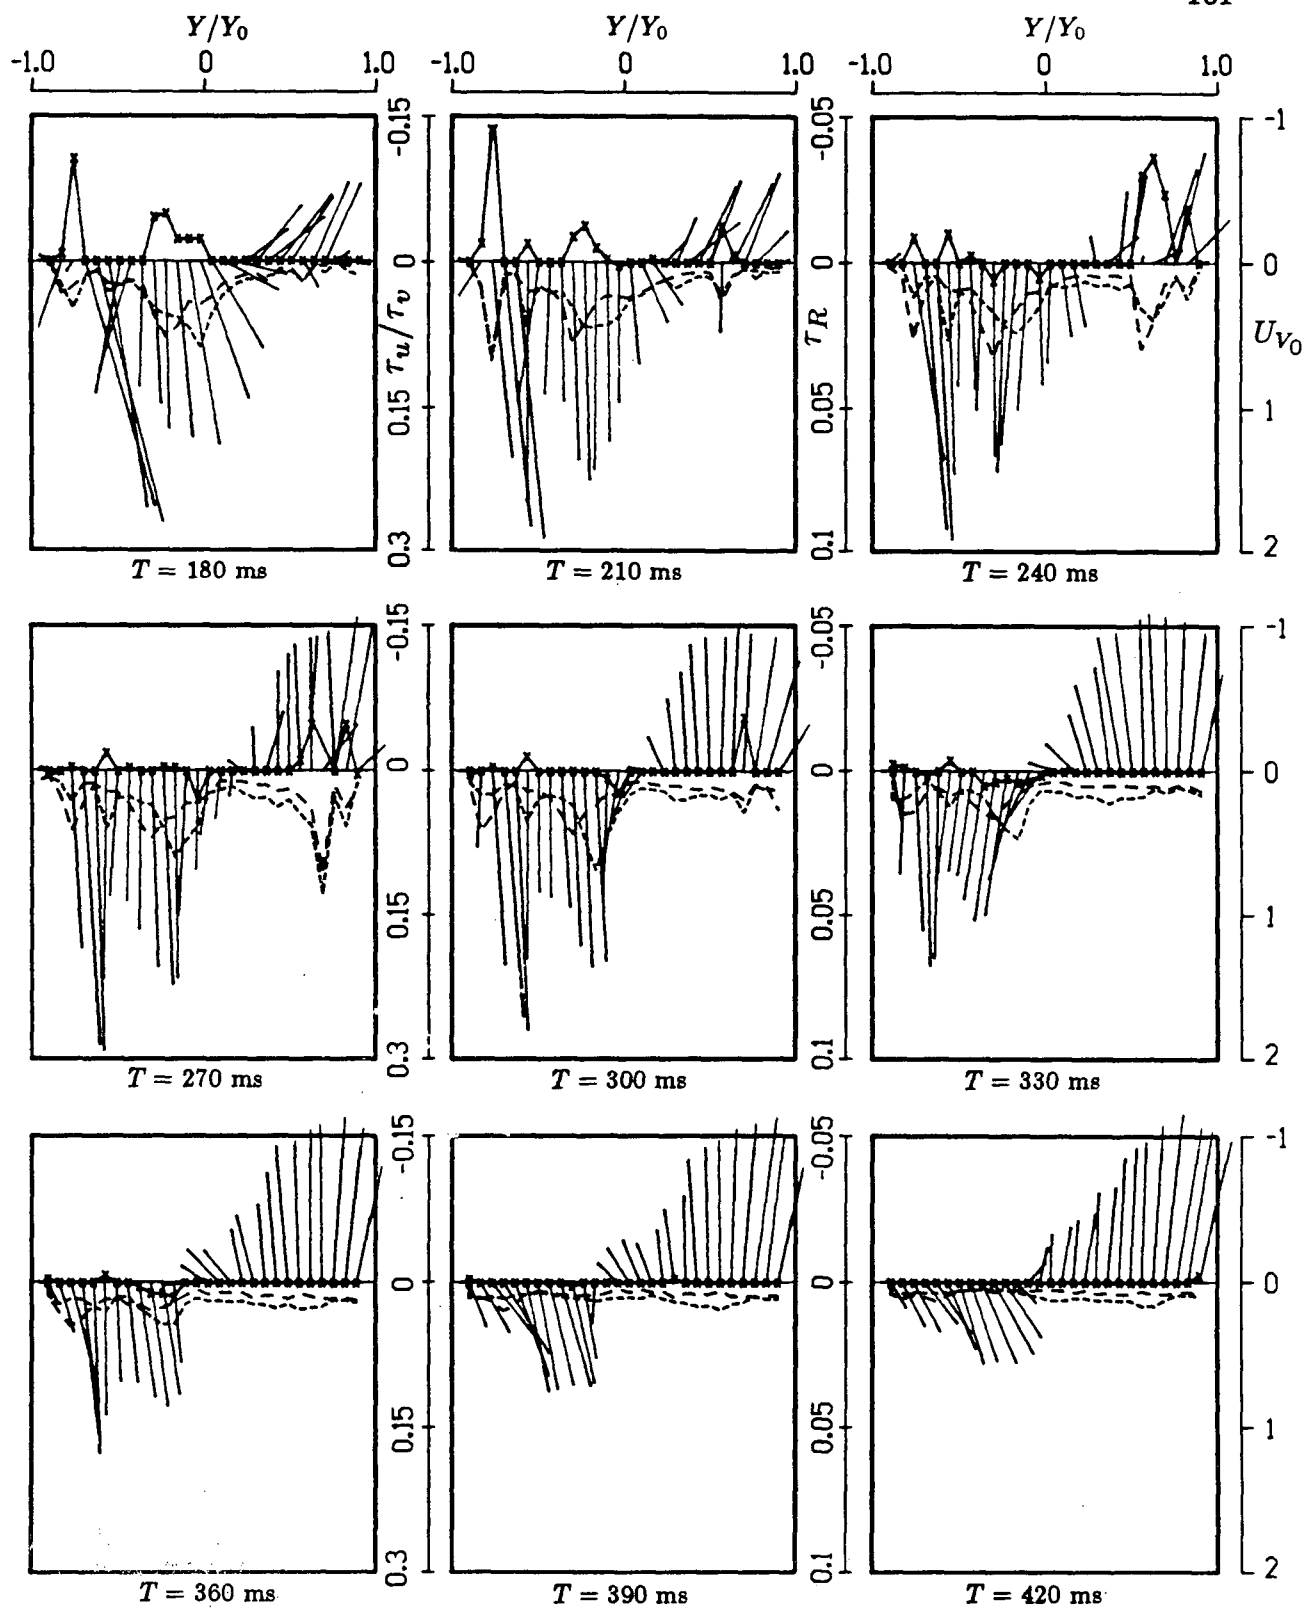 Y/Y₀ Y/Y₀ Y/Y₀
-1.0 0 1.0 -1.0 0 1.0 -1.0 0 1.0
-0.15 0 0.15 0.3
τu/τv
-0.05 0 0.05 0.1
τR
-1 0 1 2
U_V₀
T = 180 ms T = 210 ms T = 240 ms
-0.15 0 0.15 0.3
-0.05 0 0.05 0.1
-1 0 1 2
T = 270 ms T = 300 ms T = 330 ms
-0.15 0 0.15 0.3
-0.05 0 0.05 0.1
-1 0 1 2
T = 360 ms T = 390 ms T = 420 ms